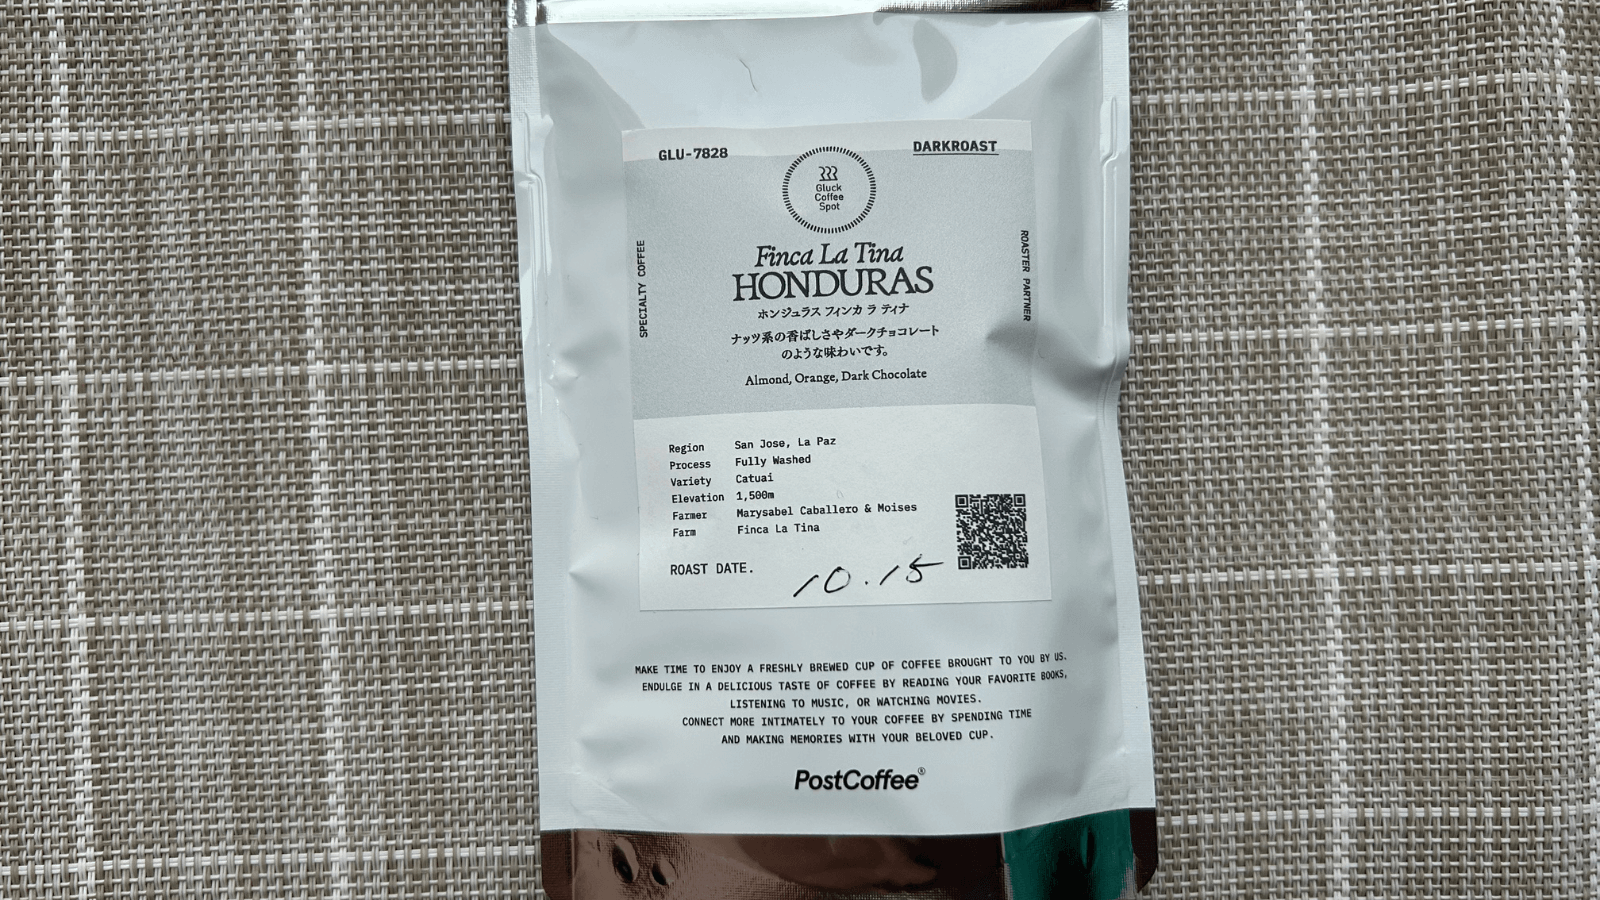 GLU-7828
DARKROAST
Gluck
Coffee
Spot
SPECIALTY COFFEE
ROASTER PARTNER
Finca La Tina
HONDURAS
ホンジュラス フィンカ ラ ティナ
ナッツ系の香ばしさやダークチョコレート
のような味わいです。
Almond, Orange, Dark Chocolate
Region San Jose, La Paz
Process Fully Washed
Variety Catuai
Elevation 1,500m
Farmer Marysabel Caballero & Moises
Farm Finca La Tina
ROAST DATE. 10.15
MAKE TIME TO ENJOY A FRESHLY BREWED CUP OF COFFEE BROUGHT TO YOU BY US.
ENDULGE IN A DELICIOUS TASTE OF COFFEE BY READING YOUR FAVORITE BOOKS,
LISTENING TO MUSIC, OR WATCHING MOVIES.
CONNECT MORE INTIMATELY TO YOUR COFFEE BY SPENDING TIME
AND MAKING MEMORIES WITH YOUR BELOVED CUP.
PostCoffee®